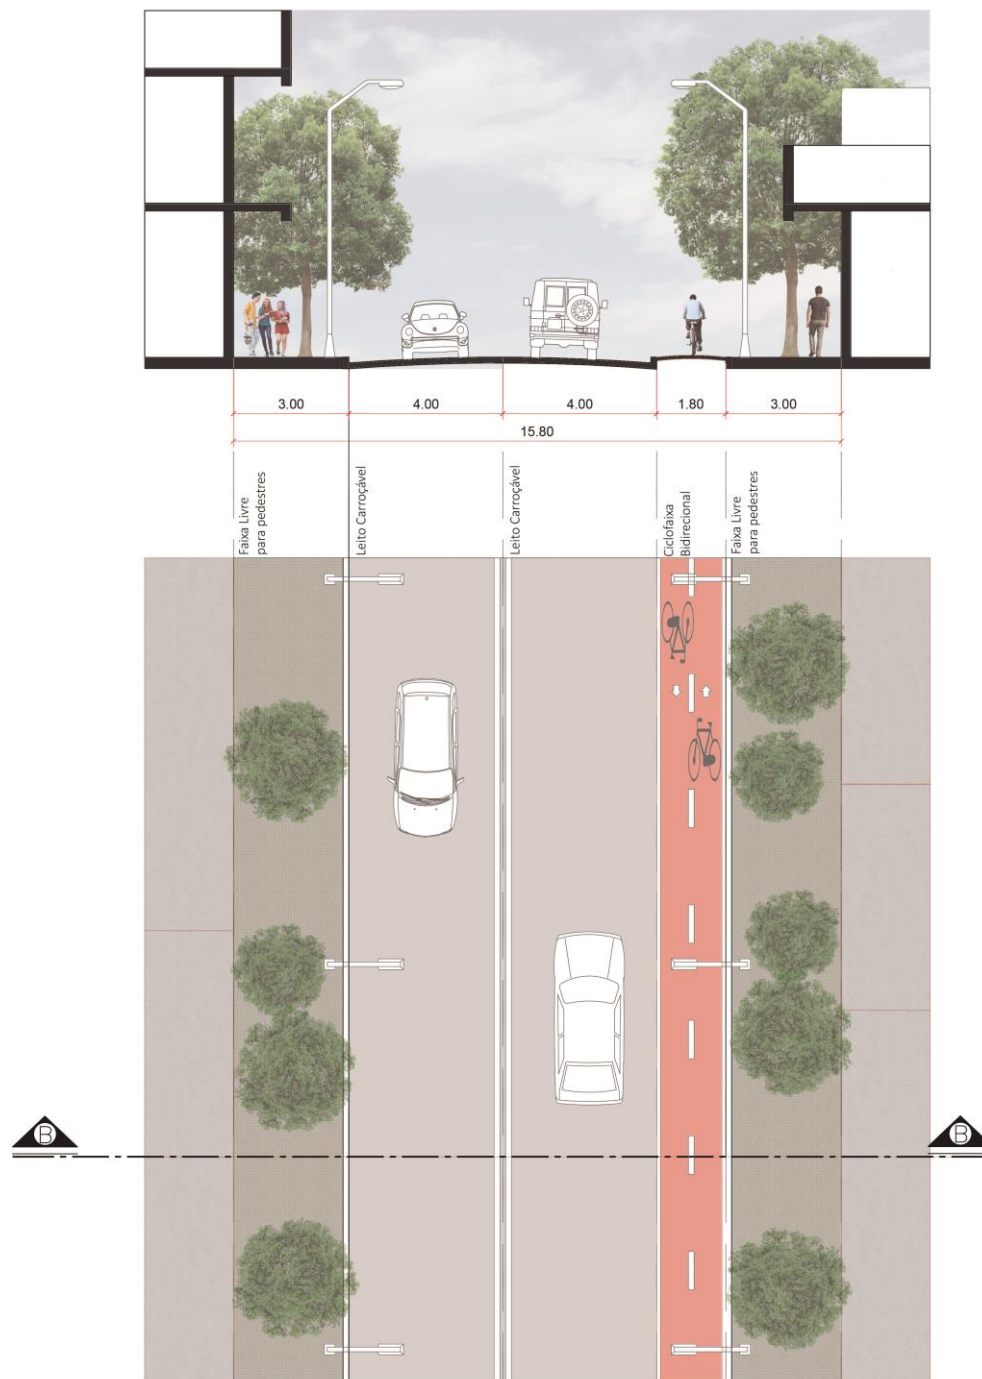 3.00
4.00
4.00
1.80
3.00
15.80
Faixa Livre
para pedestres
Leito Carroçável
Leito Carroçável
Ciclofaixa
Bidirecional
Faixa Livre
para pedestres
B
B